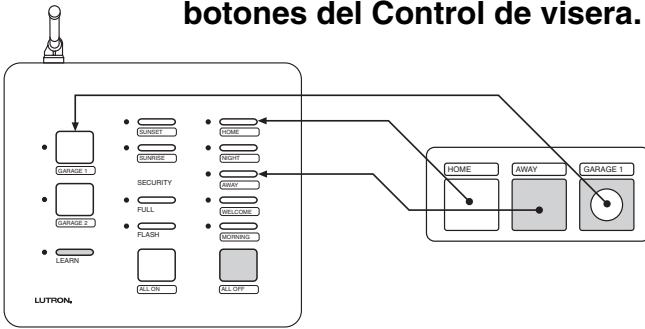 botones del Control de visera.
SUNSET
HOME
SUNRISE
NIGHT
GARAGE 1
SECURITY
AWAY
FULL
WELCOME
GARAGE 2
FLASH
MORNING
LEARN
ALL ON
ALL OFF
LUTRON
HOME
AWAY
GARAGE 1